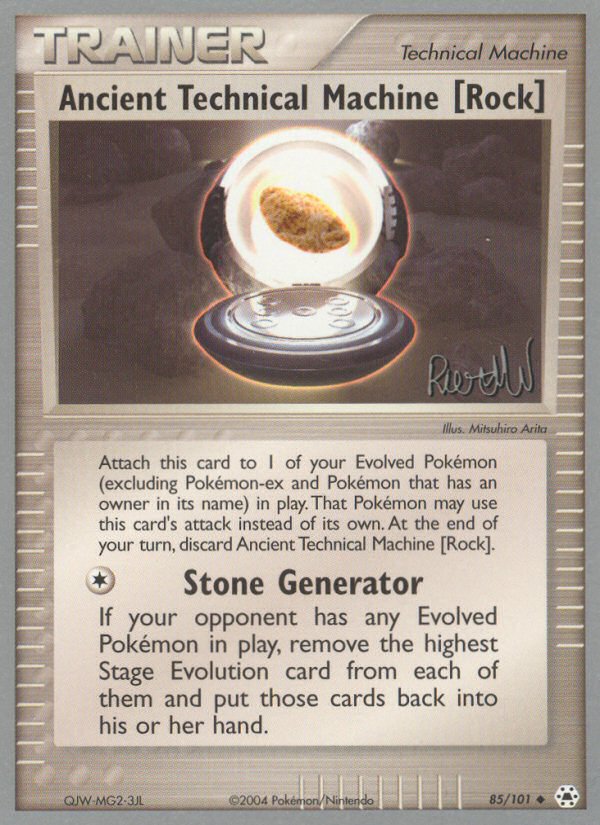 TRAINER
Technical Machine
Ancient Technical Machine [Rock]
Illus. Mitsuhiro Arita
Attach this card to 1 of your Evolved Pokémon
(excluding Pokémon-ex and Pokémon that has an
owner in its name) in play. That Pokémon may use
this card's attack instead of its own. At the end of
your turn, discard Ancient Technical Machine [Rock].
Stone Generator
If your opponent has any Evolved
Pokémon in play, remove the highest
Stage Evolution card from each of
them and put those cards back into
his or her hand.
QJW-MG2-3JL
©2004 Pokémon/Nintendo
85/101